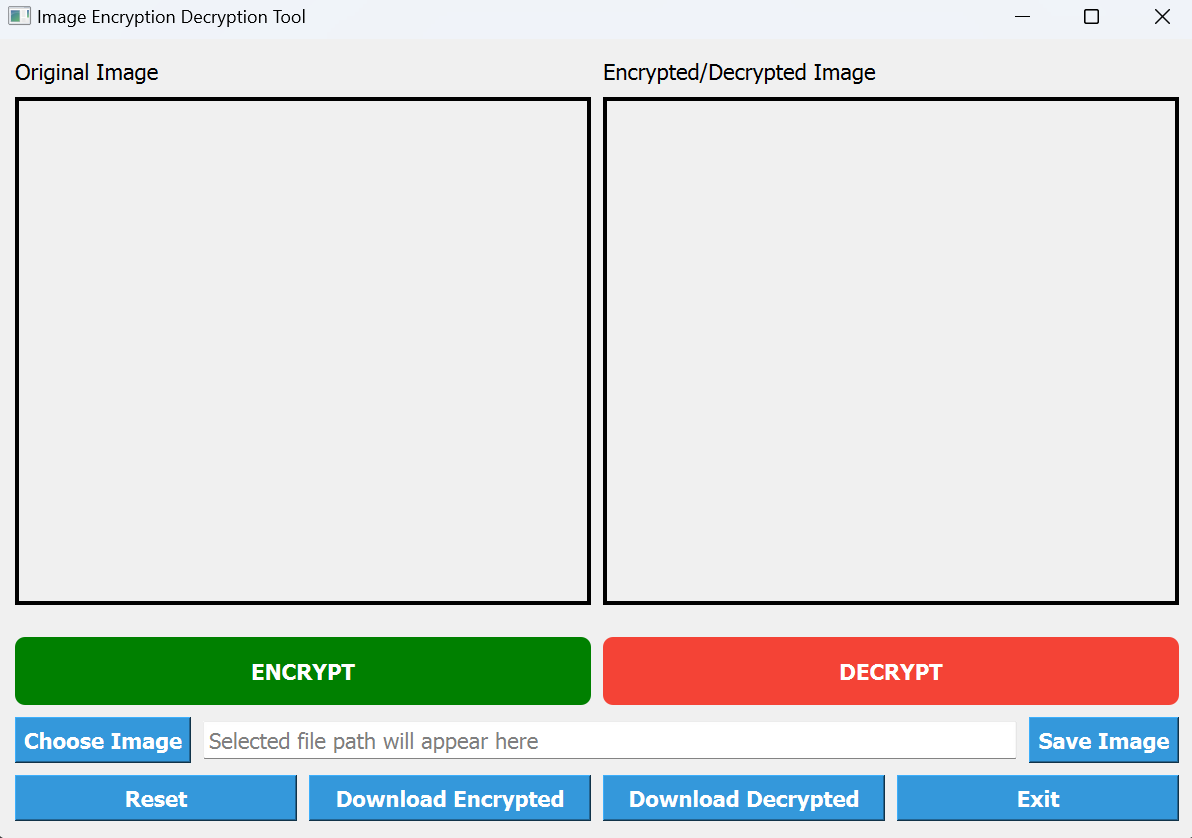 Image Encryption Decryption Tool
Original Image
Encrypted/Decrypted Image
ENCRYPT
DECRYPT
Choose Image
Selected file path will appear here
Save Image
Reset
Download Encrypted
Download Decrypted
Exit